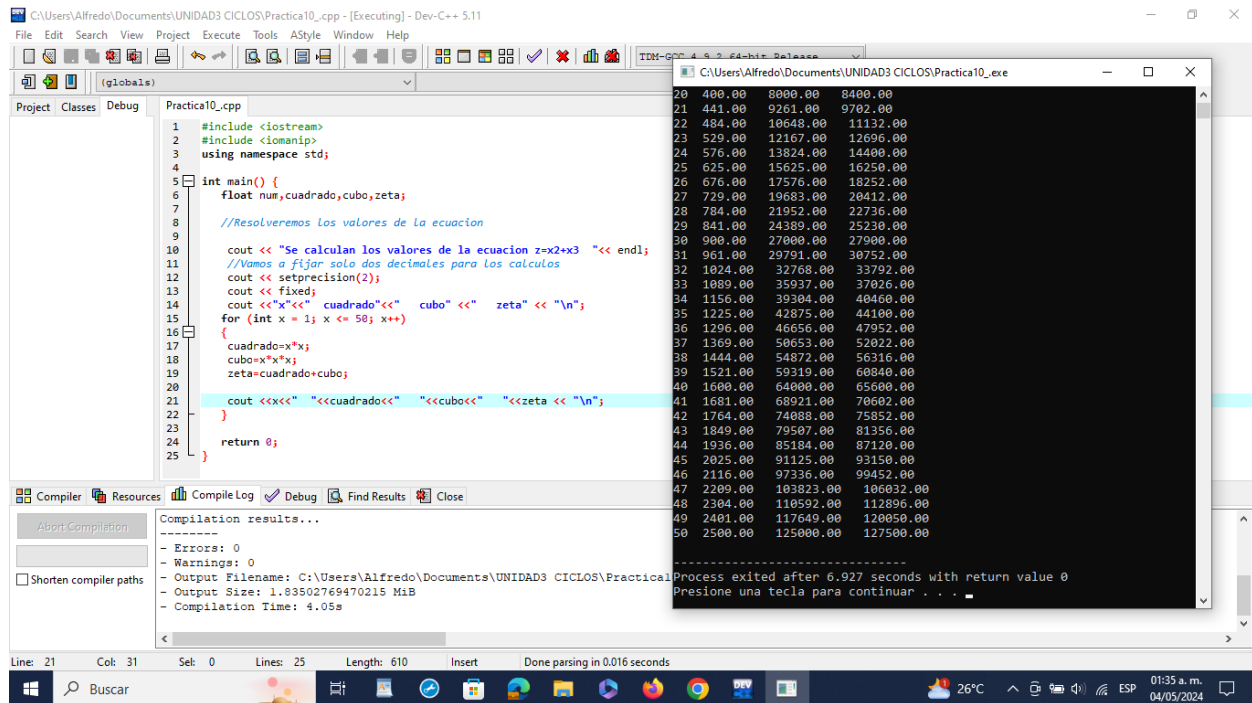 C:\Users\Alfredo\Documents\UNIDAD3 CICLOS\Practica10_.cpp - [Executing] - Dev-C++ 5.11
File Edit Search View Project Execute Tools AStyle Window Help
TDM-GCC 4.9.2 64-bit Release
(globals)
Project Classes Debug
Practica10_.cpp
1 #include <iostream>
2 #include <iomanip>
3 using namespace std;
4
5 int main() {
6 float num,cuadrado,cubo,zeta;
7
8 //Resolveremos los valores de la ecuacion
9
10 cout << "Se calculan los valores de la ecuacion z=x2+x3  "<< endl;
11 //Vamos a fijar solo dos decimales para los calculos
12 cout << setprecision(2);
13 cout << fixed;
14 cout <<"x"<<"  cuadrado"<<"   cubo" <<"   zeta" << "\n";
15 for (int x = 1; x <= 50; x++)
16 {
17 cuadrado=x*x;
18 cubo=x*x*x;
19 zeta=cuadrado+cubo;
20
21 cout <<x<<"  "<<cuadrado<<"   "<<cubo<<"   "<<zeta << "\n";
22 }
23
24 return 0;
25 }
C:\Users\Alfredo\Documents\UNIDAD3 CICLOS\Practica10_.exe
20 400.00 8000.00 8400.00
21 441.00 9261.00 9702.00
22 484.00 10648.00 11132.00
23 529.00 12167.00 12696.00
24 576.00 13824.00 14400.00
25 625.00 15625.00 16250.00
26 676.00 17576.00 18252.00
27 729.00 19683.00 20412.00
28 784.00 21952.00 22736.00
29 841.00 24389.00 25230.00
30 900.00 27000.00 27900.00
31 961.00 29791.00 30752.00
32 1024.00 32768.00 33792.00
33 1089.00 35937.00 37026.00
34 1156.00 39304.00 40460.00
35 1225.00 42875.00 44100.00
36 1296.00 46656.00 47952.00
37 1369.00 50653.00 52022.00
38 1444.00 54872.00 56316.00
39 1521.00 59319.00 60840.00
40 1600.00 64000.00 65600.00
41 1681.00 68921.00 70602.00
42 1764.00 74088.00 75852.00
43 1849.00 79507.00 81356.00
44 1936.00 85184.00 87120.00
45 2025.00 91125.00 93150.00
46 2116.00 97336.00 99452.00
47 2209.00 103823.00 106032.00
48 2304.00 110592.00 112896.00
49 2401.00 117649.00 120050.00
50 2500.00 125000.00 127500.00
--------------------------------
Process exited after 6.927 seconds with return value 0
Presione una tecla para continuar . . .
Compiler Resources Compile Log Debug Find Results Close
Abort Compilation
Shorten compiler paths
Compilation results...
--------
- Errors: 0
- Warnings: 0
- Output Filename: C:\Users\Alfredo\Documents\UNIDAD3 CICLOS\Practica1
- Output Size: 1.83502769470215 MiB
- Compilation Time: 4.05s
Line: 21 Col: 31 Sel: 0 Lines: 25 Length: 610 Insert Done parsing in 0.016 seconds
Buscar
DEV
1
26°C
ESP
01:35 a. m.
04/05/2024